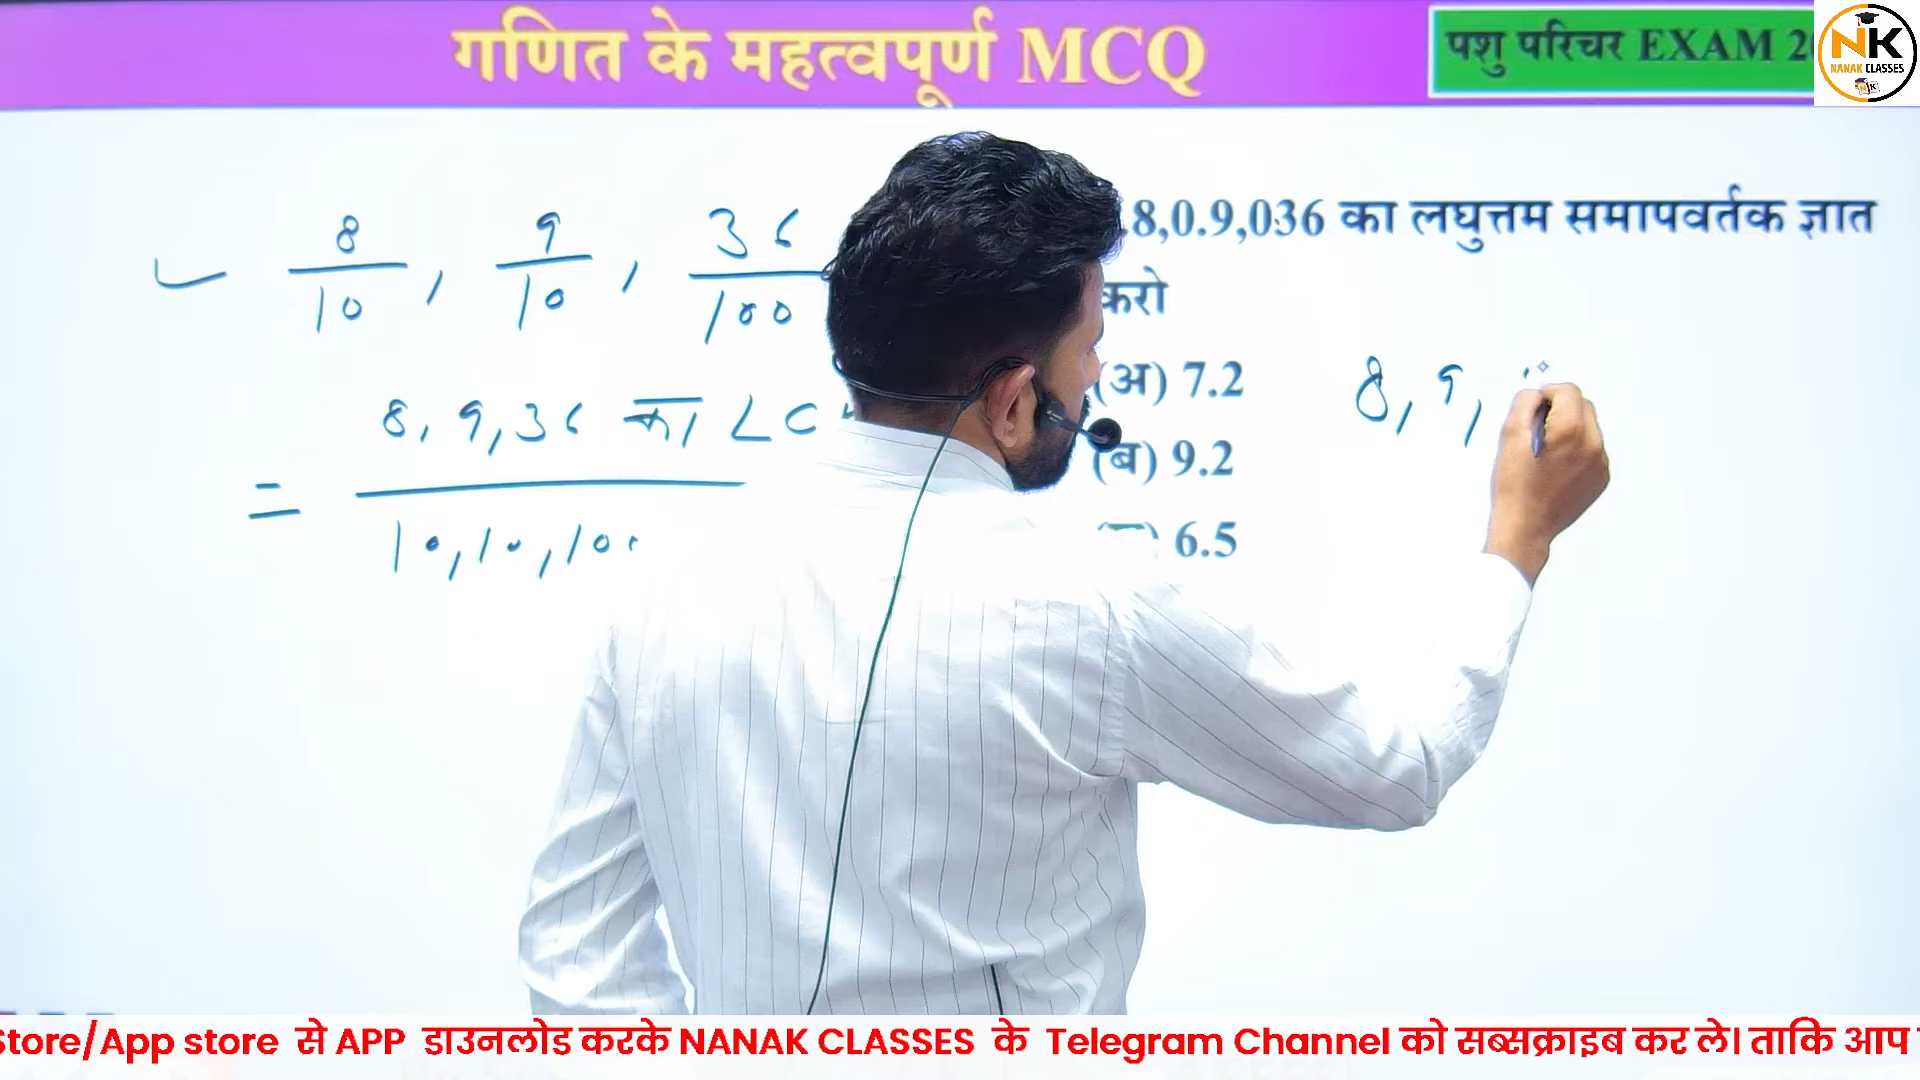 गणित के महत्वपूर्ण MCQ
पशु परिचर EXAM
NK
NANAK CLASSES
.8,0.9,036 का लघुत्तम समापवर्तक ज्ञात
करो
(अ) 7.2
(ब) 9.2
6.5
8/10, 9/10, 36/100
8, 9, 36 का LC
=
10, 10, 100
8, 9,
Store/App store से APP डाउनलोड करके NANAK CLASSES के Telegram Channel को सब्सक्राइब कर ले। ताकि आप